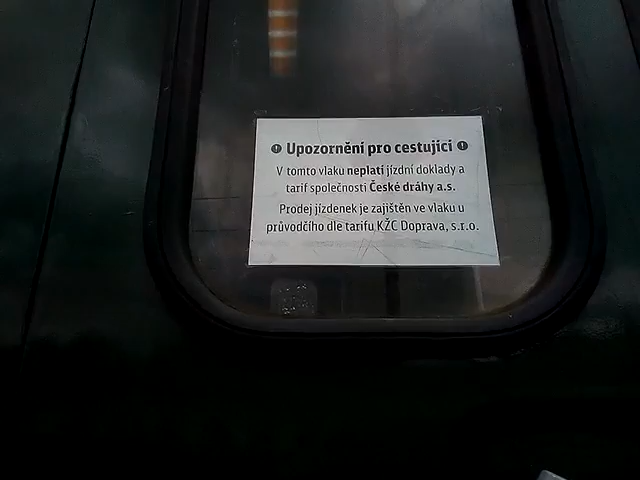 Upozornění pro cestující
V tomto vlaku neplatí jízdní doklady a
tarif společnosti České dráhy a.s.
Prodej jízdenek je zajištěn ve vlaku u
průvodčího dle tarifu KŽC Doprava, s.r.o.